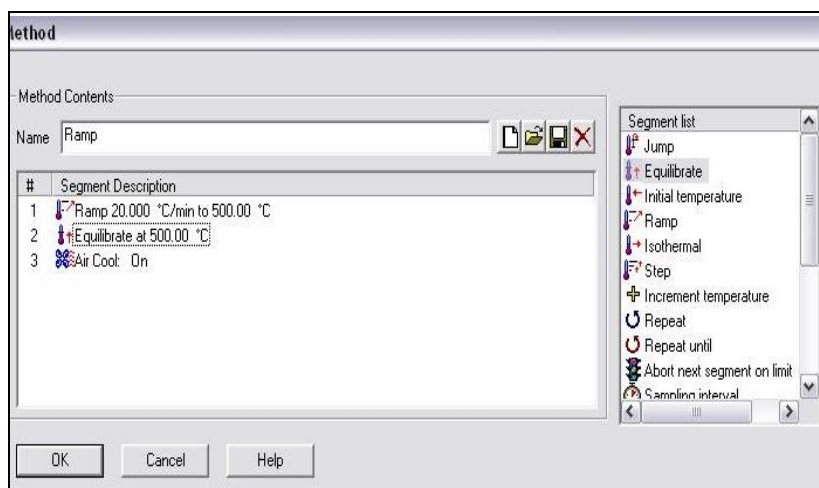 Method
Method Contents
Name Ramp
# Segment Description
1 Ramp 20.000 °C/min to 500.00 °C
2 Equilibrate at 500.00 °C
3 Air Cool: On
Segment list
Jump
Equilibrate
Initial temperature
Ramp
Isothermal
Step
Increment temperature
Repeat
Repeat until
Abort next segment on limit
Sampling interval
OK Cancel Help